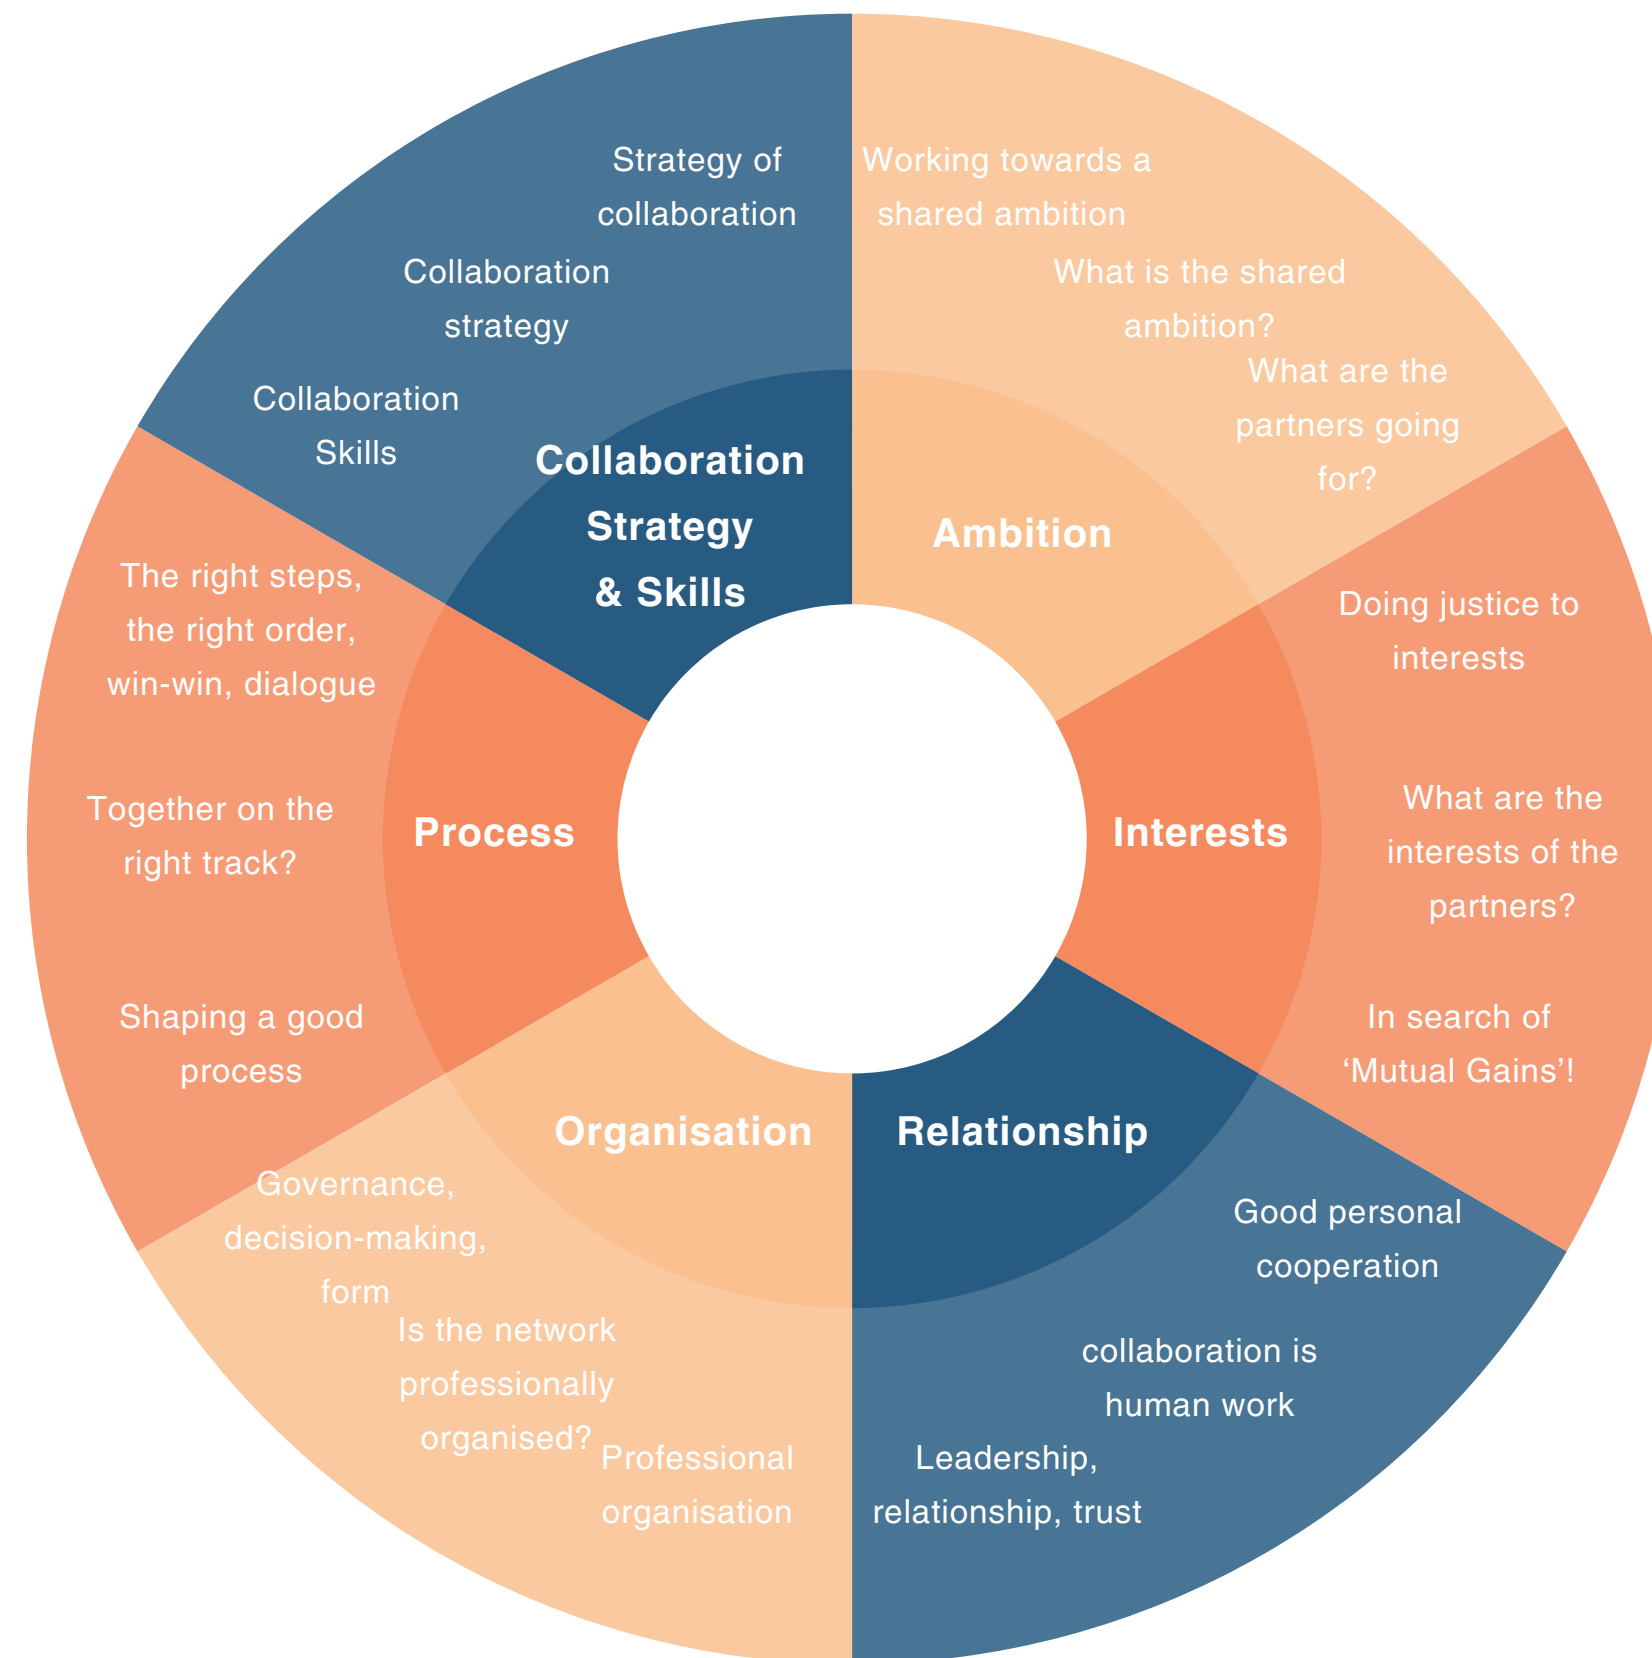 Strategy of
collaboration
Collaboration
strategy
Collaboration
Skills
Collaboration
Strategy
& Skills
Working towards a
shared ambition
What is the shared
ambition?
What are the
partners going
for?
Ambition
Doing justice to
interests
What are the
interests of the
partners?
In search of
‘Mutual Gains’!
Interests
Relationship
Good personal
cooperation
collaboration is
human work
Leadership,
relationship, trust
Organisation
Governance,
decision-making,
form
Is the network
professionally
organised?
Professional
organisation
Process
The right steps,
the right order,
win-win, dialogue
Together on the
right track?
Shaping a good
process